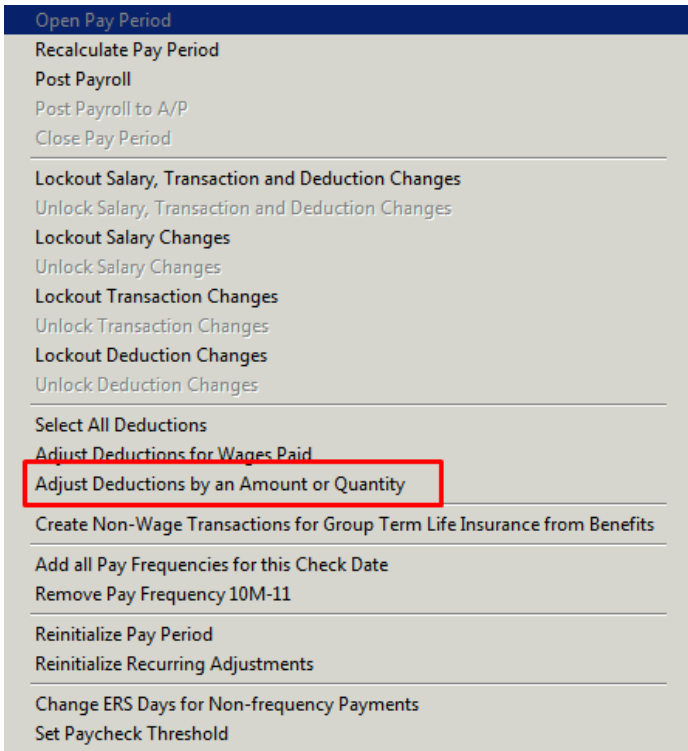 Open Pay Period
Recalculate Pay Period
Post Payroll
Post Payroll to A/P
Close Pay Period
Lockout Salary, Transaction and Deduction Changes
Unlock Salary, Transaction and Deduction Changes
Lockout Salary Changes
Unlock Salary Changes
Lockout Transaction Changes
Unlock Transaction Changes
Lockout Deduction Changes
Unlock Deduction Changes
Select All Deductions
Adjust Deductions for Wages Paid
Adjust Deductions by an Amount or Quantity
Create Non-Wage Transactions for Group Term Life Insurance from Benefits
Add all Pay Frequencies for this Check Date
Remove Pay Frequency 10M-11
Reinitialize Pay Period
Reinitialize Recurring Adjustments
Change ERS Days for Non-frequency Payments
Set Paycheck Threshold